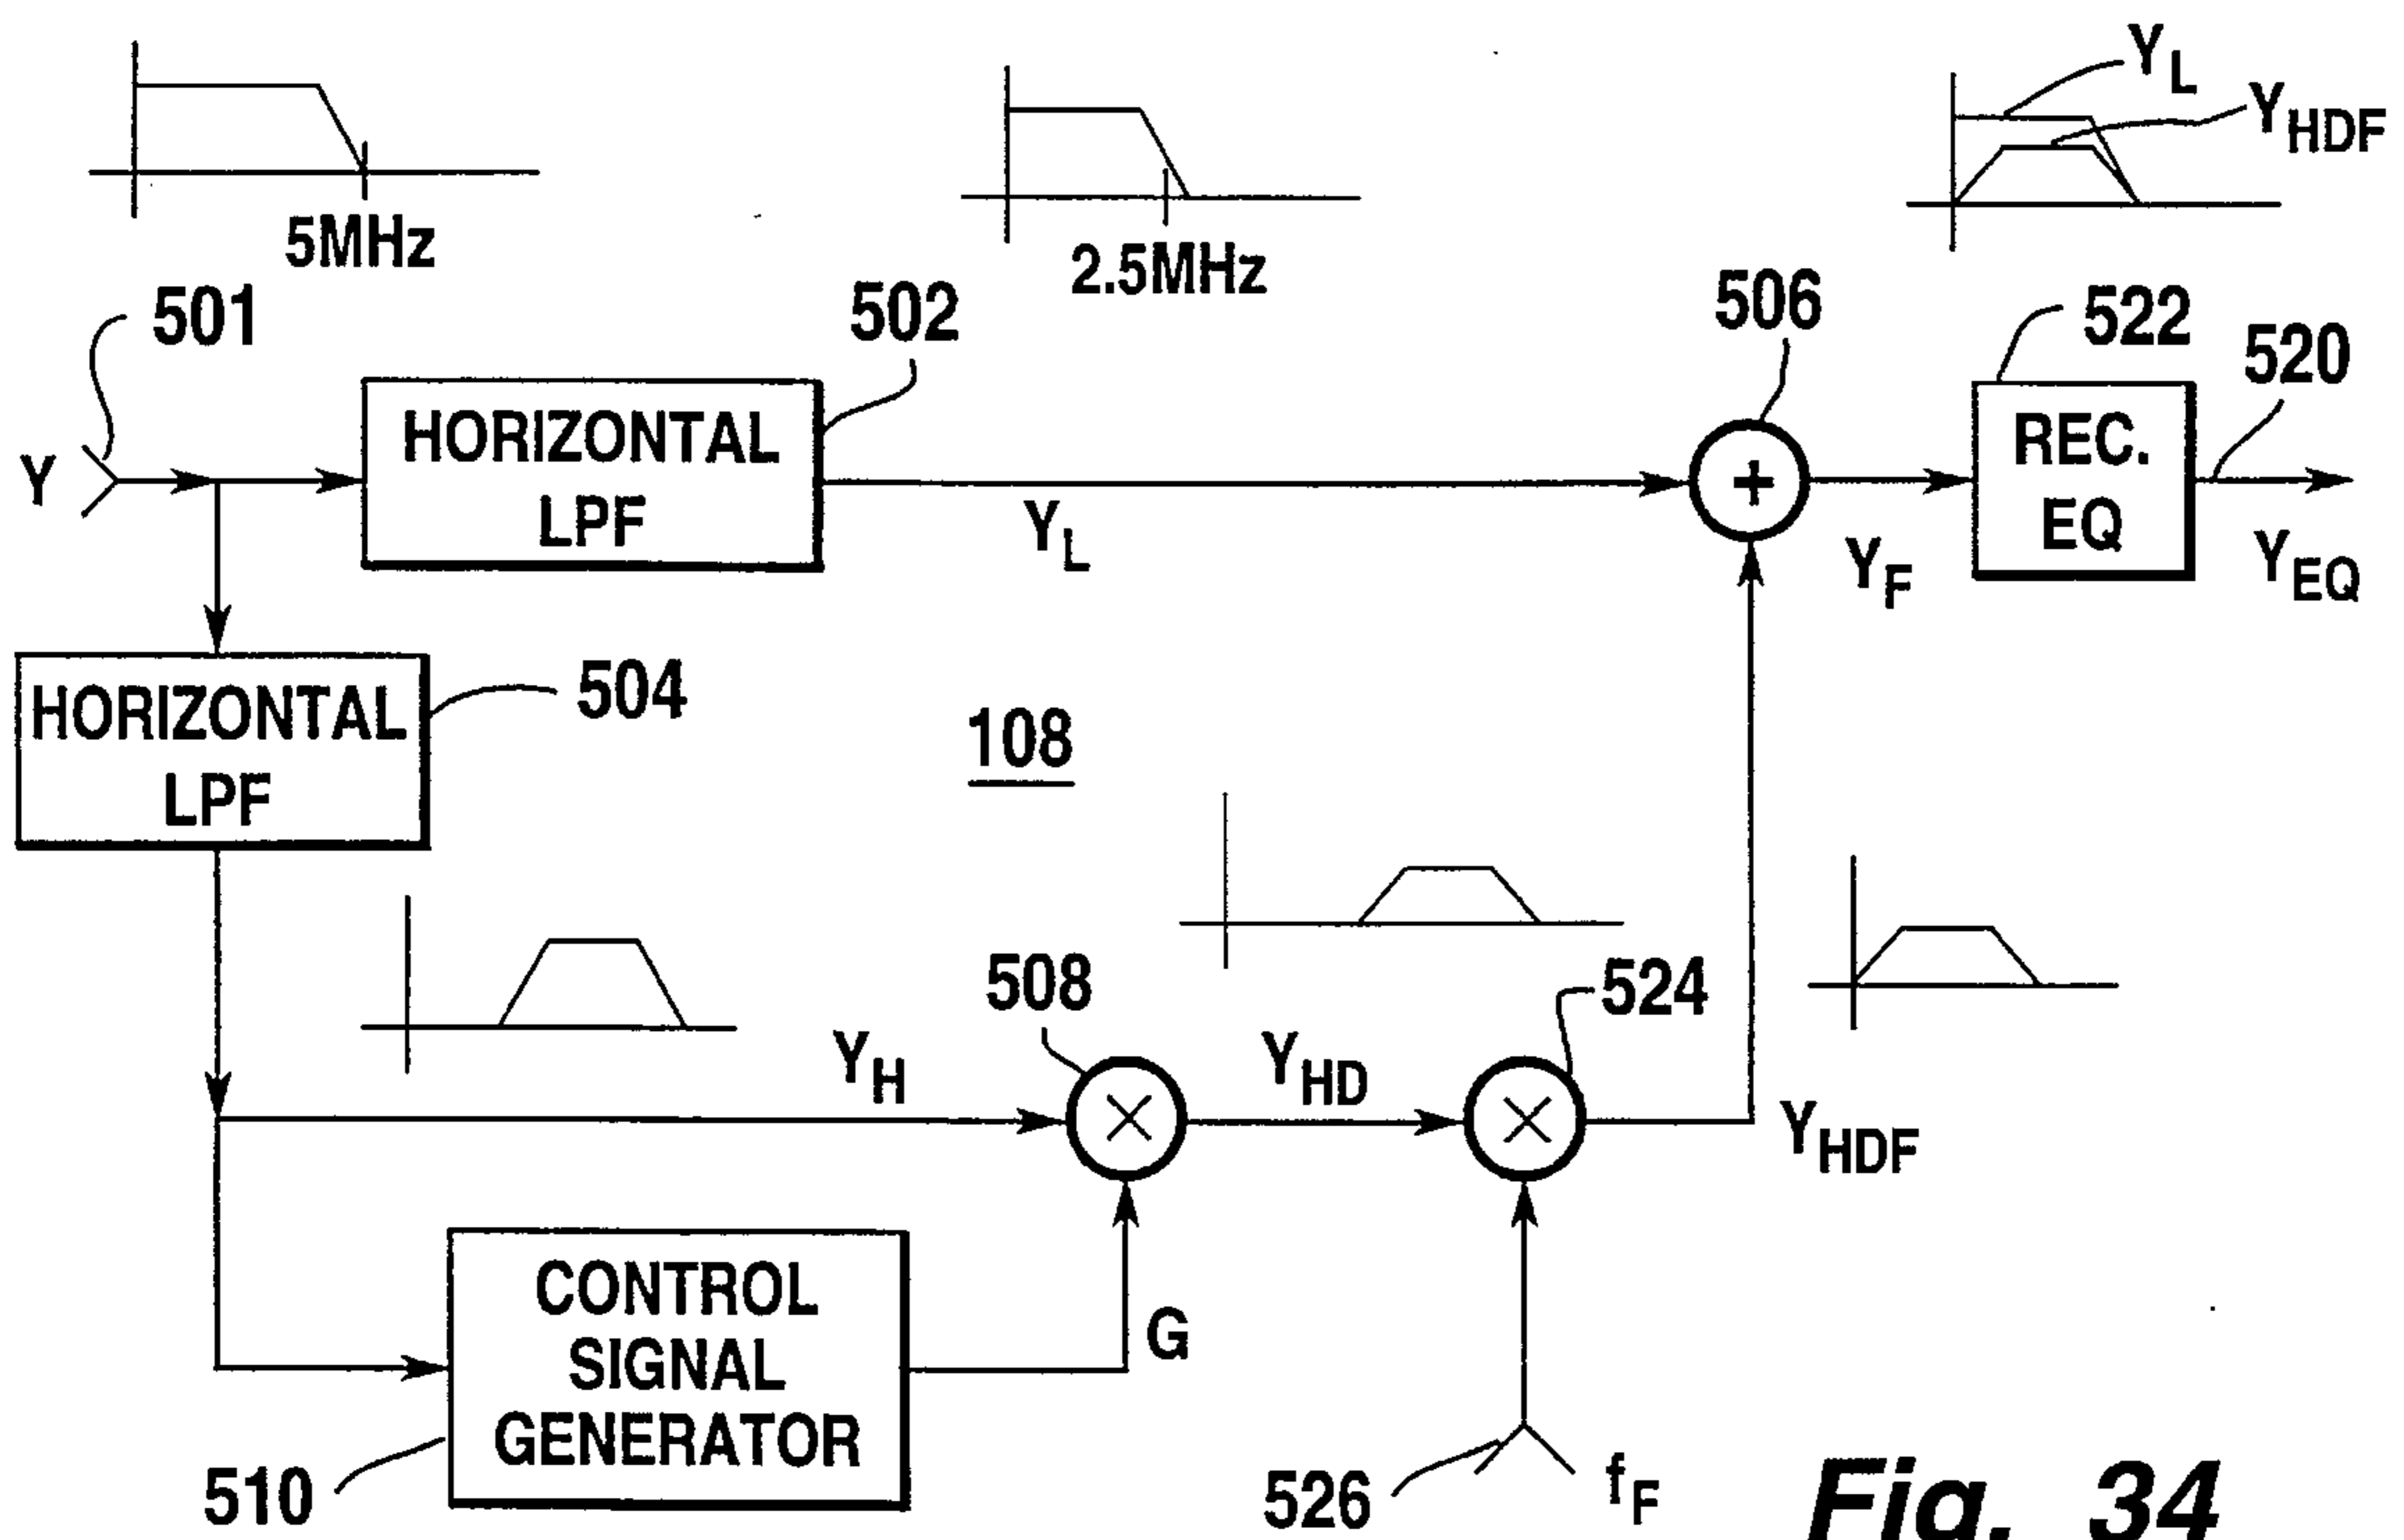 Y_L
Y_HDF
5MHz
2.5MHz
501
502
506
522
520
Y
HORIZONTAL
LPF
Y_L
+
Y_F
REC.
EQ
Y_EQ
HORIZONTAL
LPF
504
108
508
524
Y_H
×
Y_HD
×
Y_HDF
CONTROL
SIGNAL
GENERATOR
G
510
526
f_F
Fig. 34